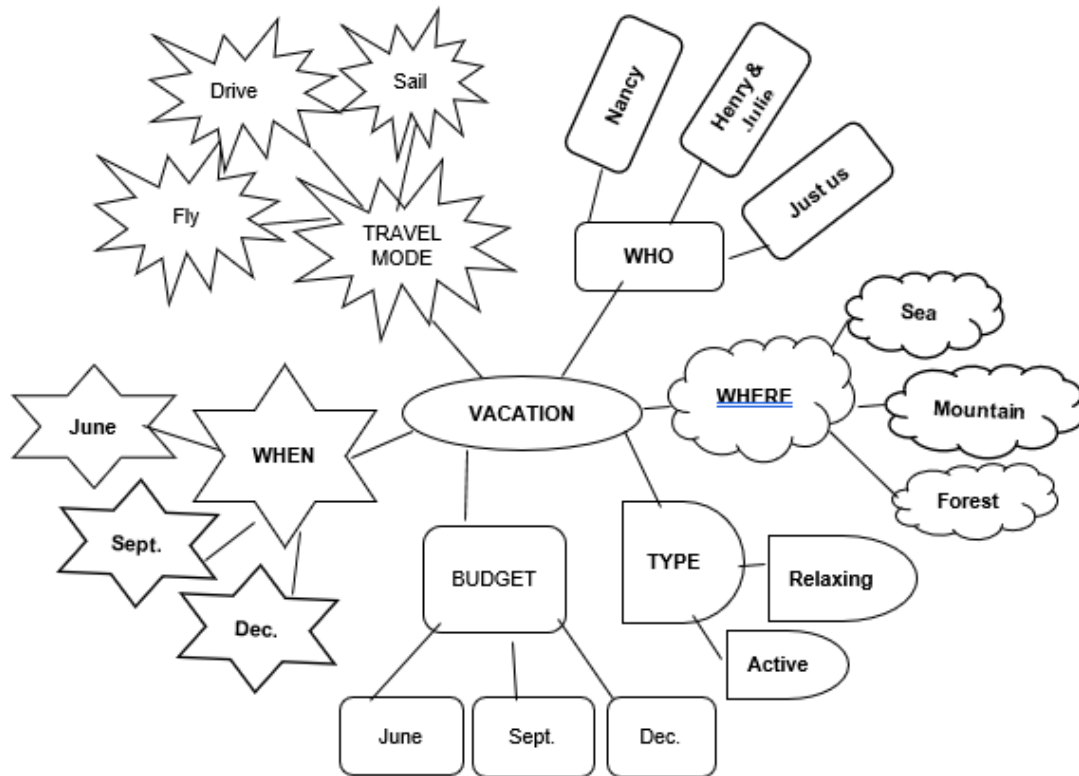 Drive
Sail
Fly
TRAVEL
MODE
Nancy
Henry &
Julie
Just us
WHO
Sea
WHERE
Mountain
Forest
VACATION
June
WHEN
Sept.
Dec.
BUDGET
June
Sept.
Dec.
TYPE
Relaxing
Active